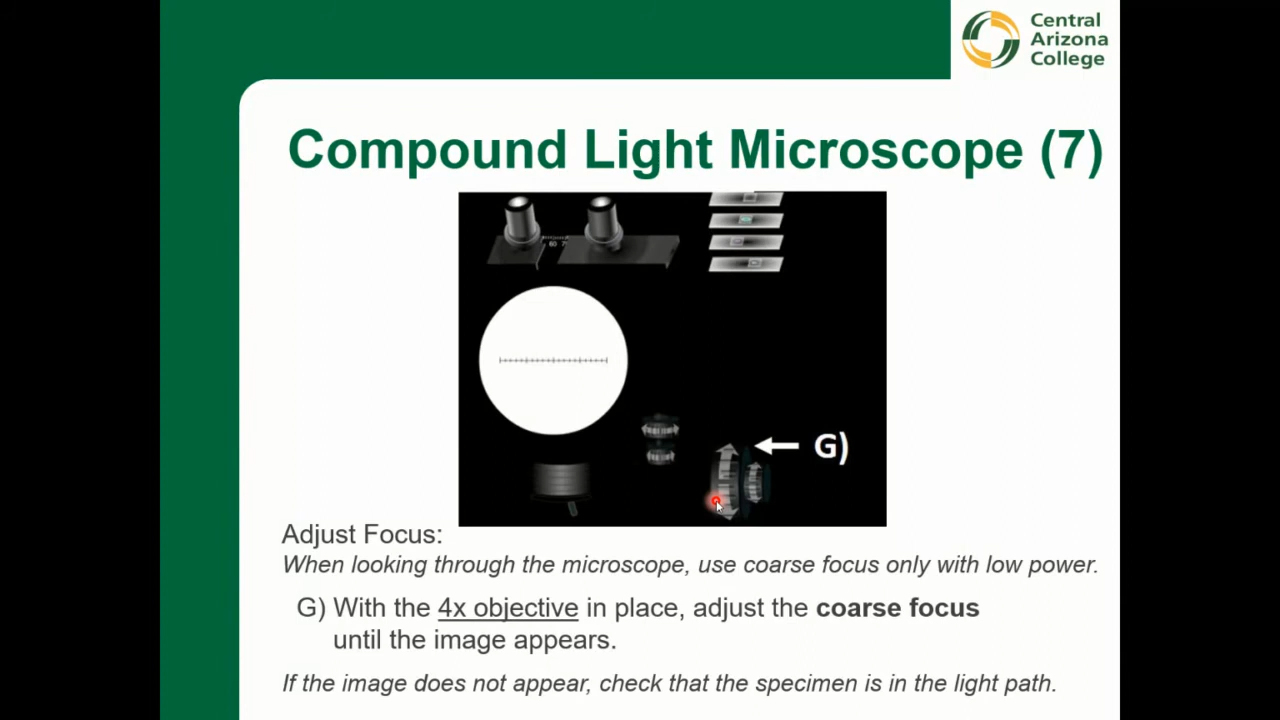 Central
Arizona
College
Compound Light Microscope (7)
60
G)
Adjust Focus:
When looking through the microscope, use coarse focus only with low power.
G) With the 4x objective in place, adjust the coarse focus
until the image appears.
If the image does not appear, check that the specimen is in the light path.